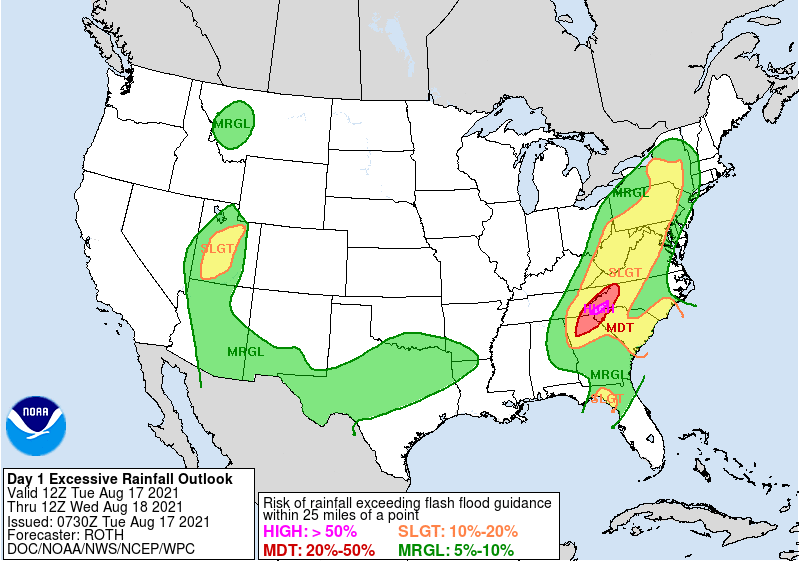 MRGL
MRGL
SLGT
SLGT
HIGH
MDT
MRGL
MRGL
SLGT
NOAA
Day 1 Excessive Rainfall Outlook
Valid 12Z Tue Aug 17 2021
Thru 12Z Wed Aug 18 2021
Issued: 0730Z Tue Aug 17 2021
Forecaster: ROTH
DOC/NOAA/NWS/NCEP/WPC
Risk of rainfall exceeding flash flood guidance
within 25 miles of a point
HIGH: > 50% SLGT: 10%-20%
MDT: 20%-50% MRGL: 5%-10%